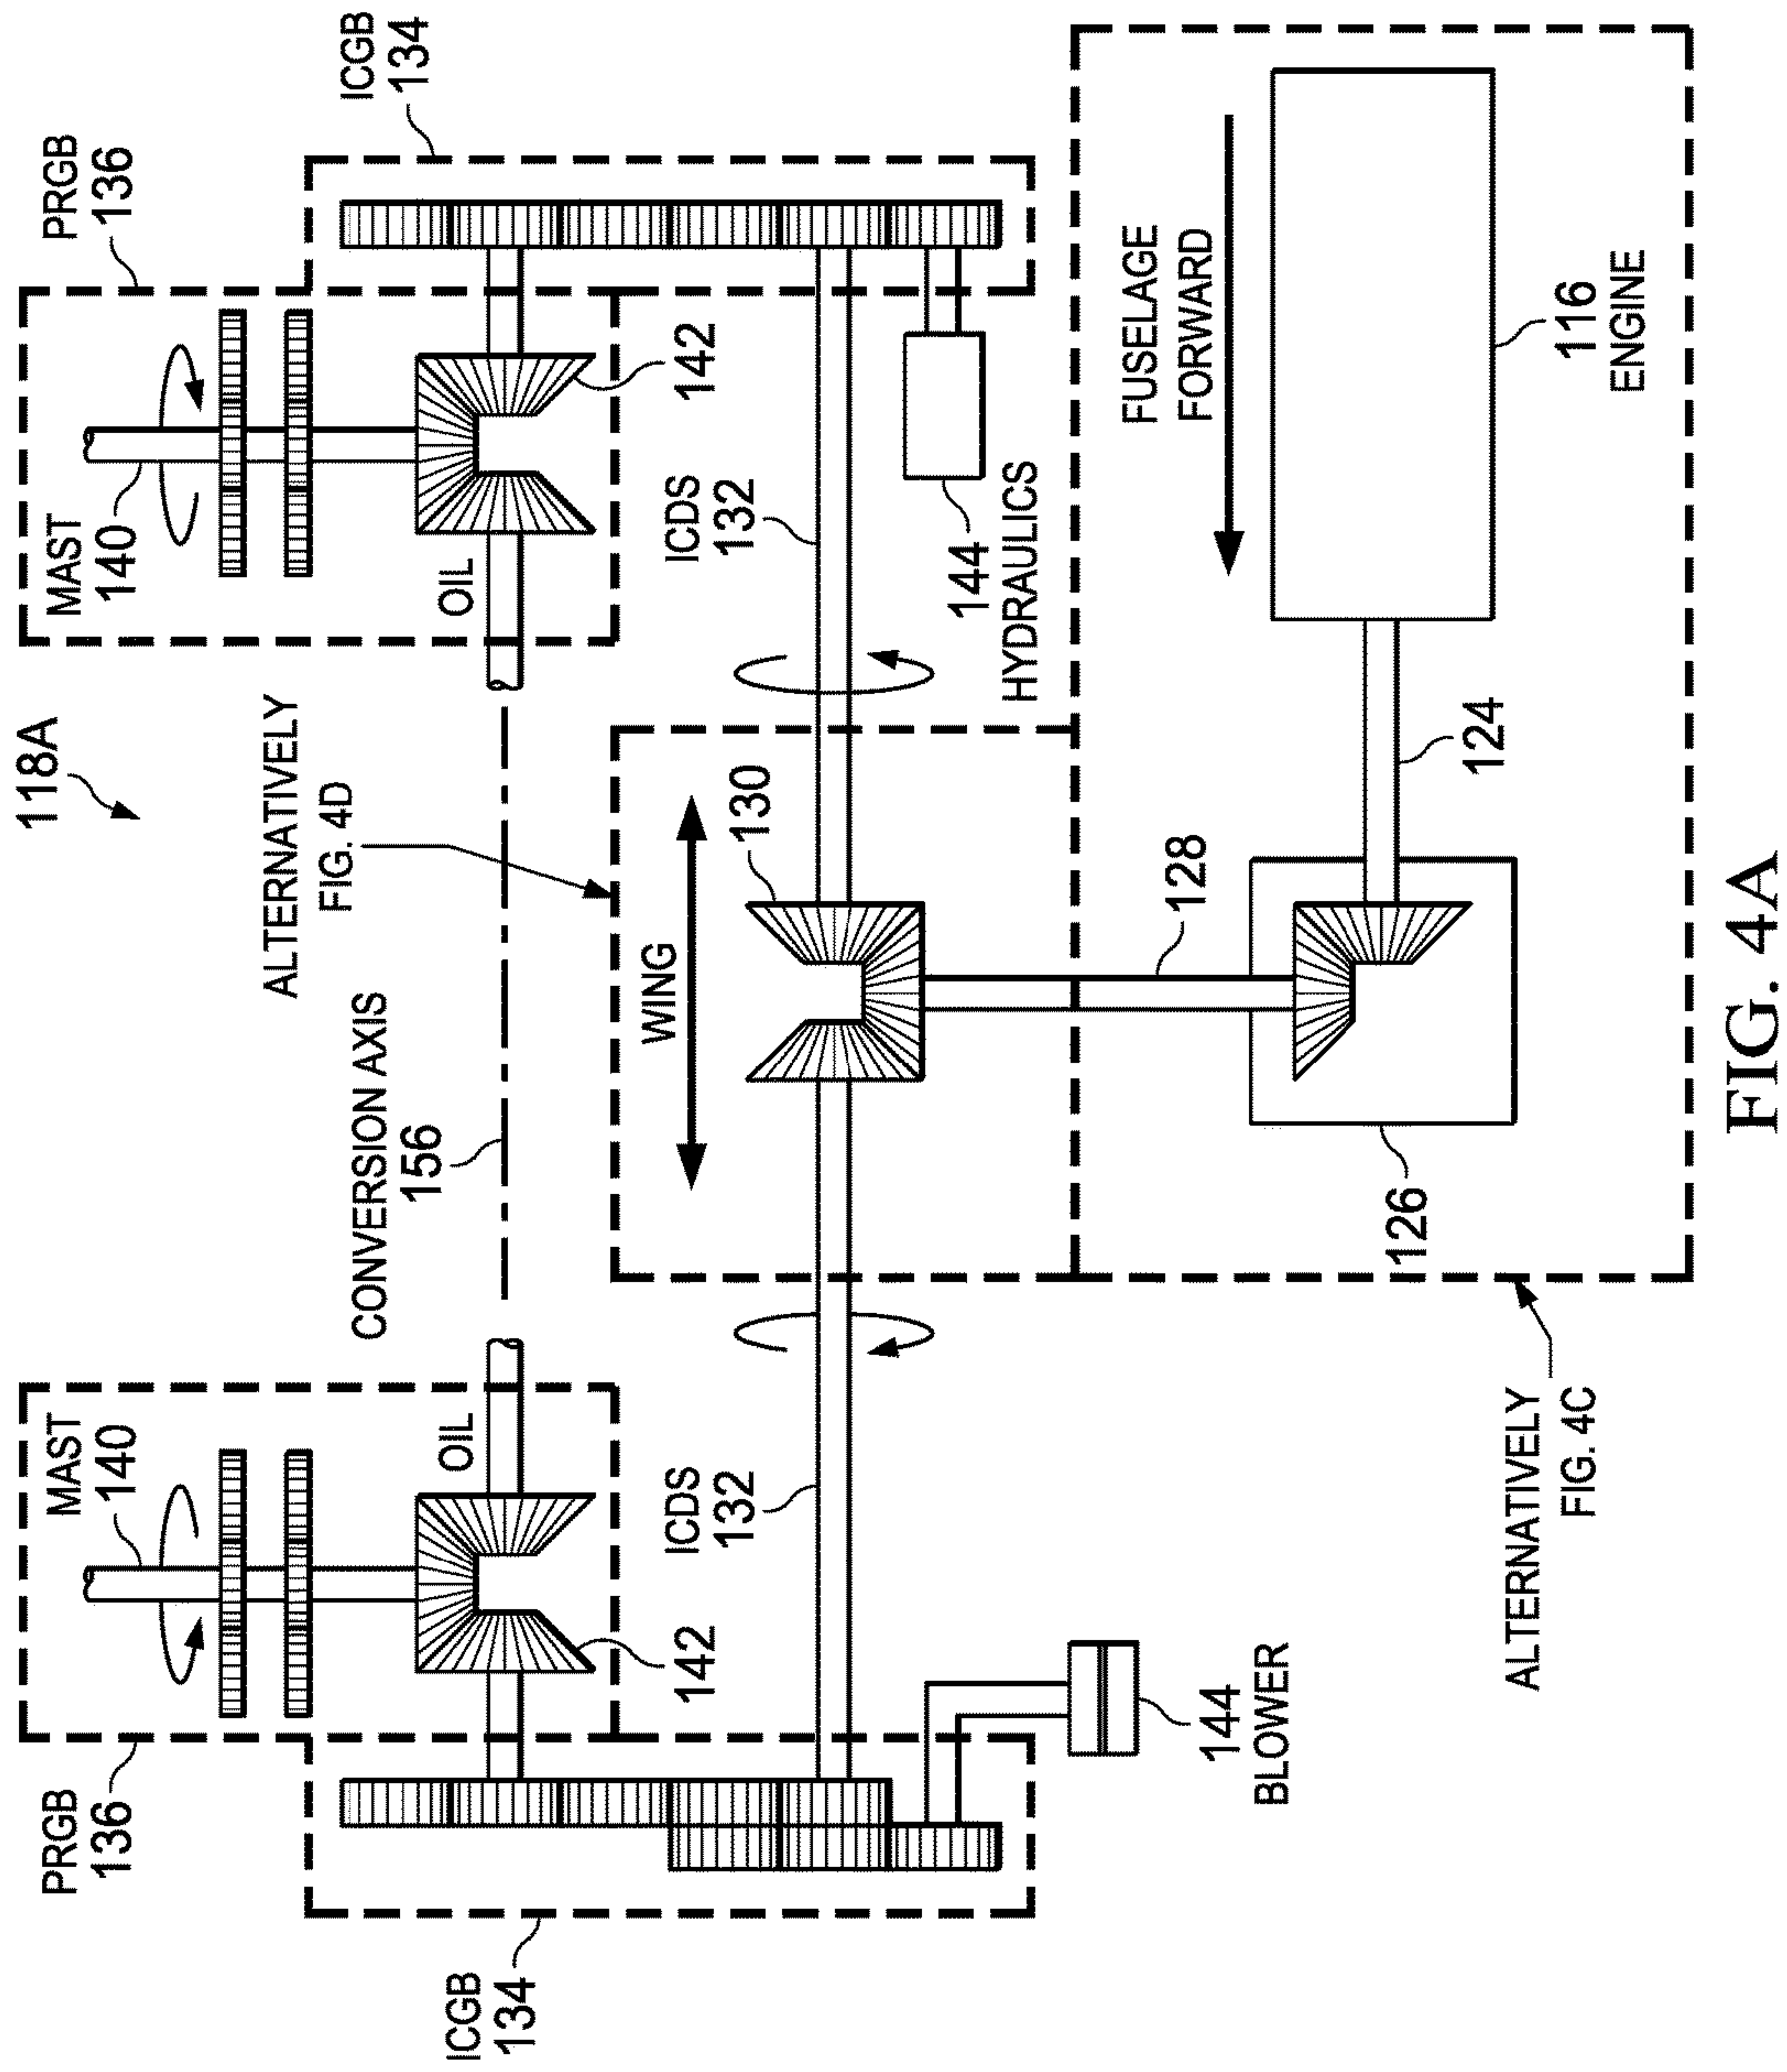 118A
PRGB
136
MAST
140
ICGB
134
142
OIL
CONVERSION AXIS
156
ALTERNATIVELY
FIG. 4D
ICDS
132
144
BLOWER
WING
130
PRGB
136
MAST
140
ICGB
134
142
OIL
ICDS
132
144
HYDRAULICS
128
126
124
FUSELAGE
FORWARD
116
ENGINE
ALTERNATIVELY
FIG. 4C
FIG. 4A